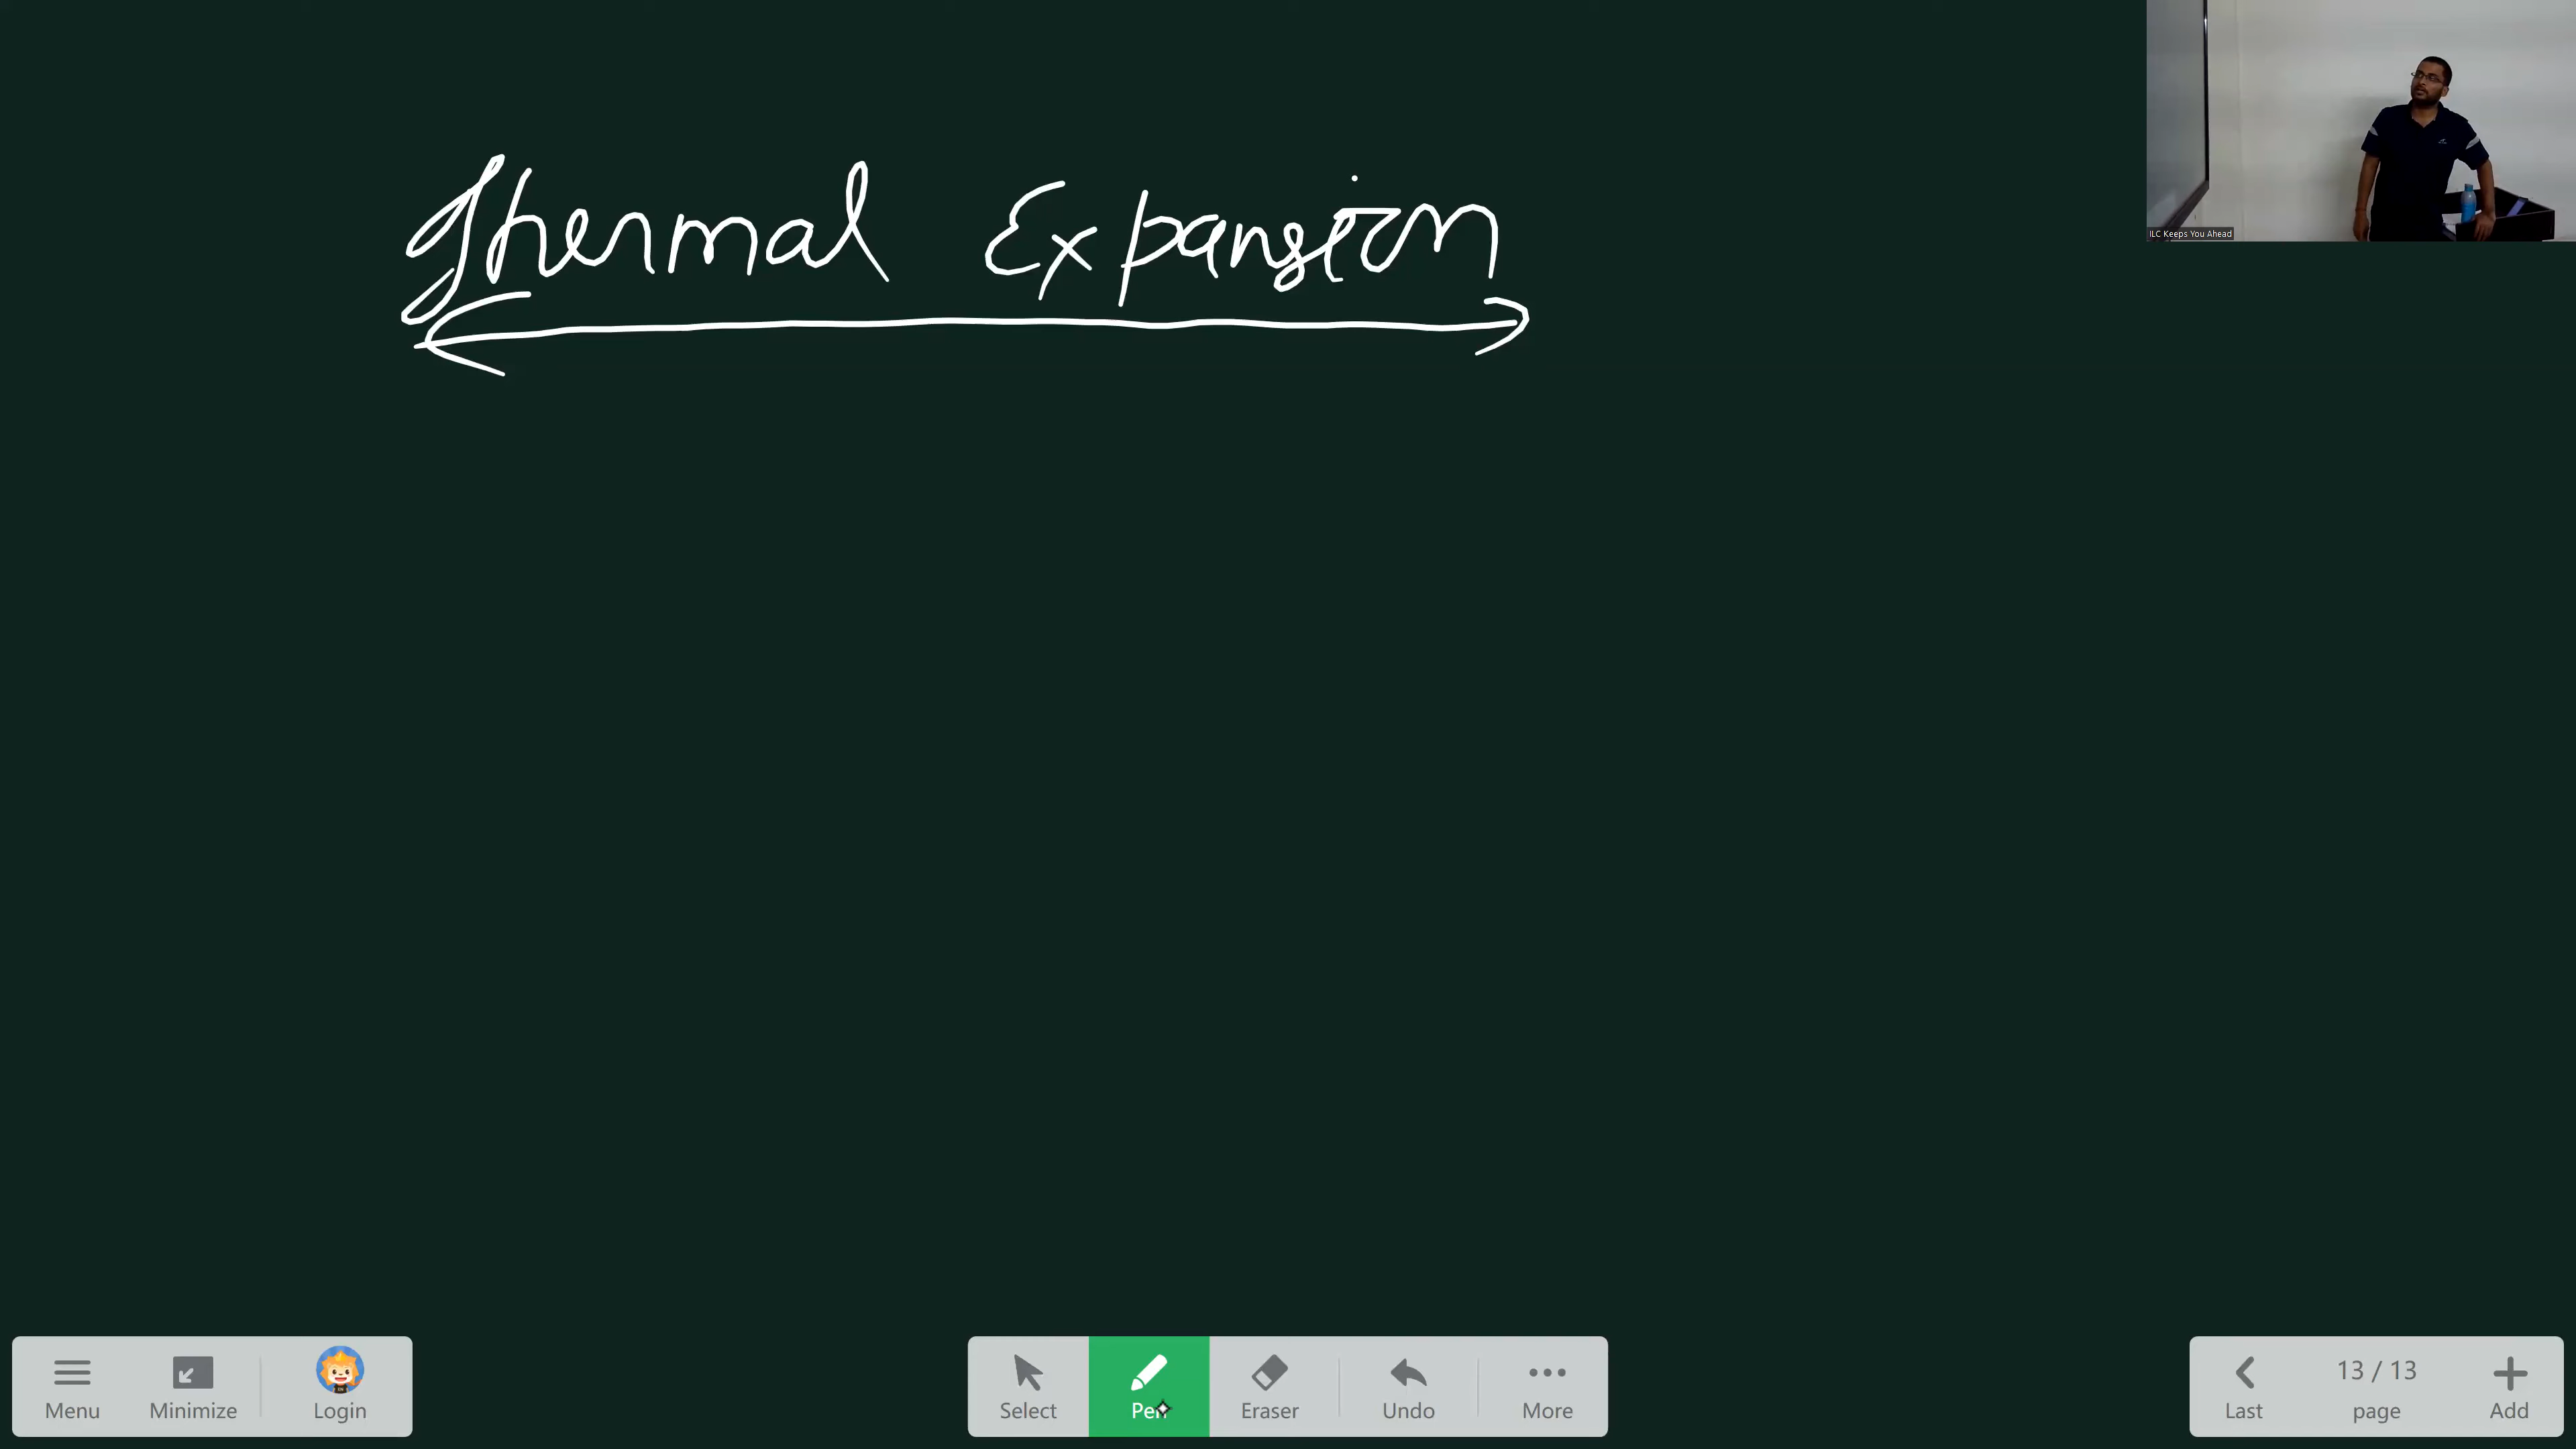 Thermal Expansion
ILC Keeps You Ahead
Menu
Minimize
Login
Select
Pen
Eraser
Undo
More
Last
13 / 13
page
Add